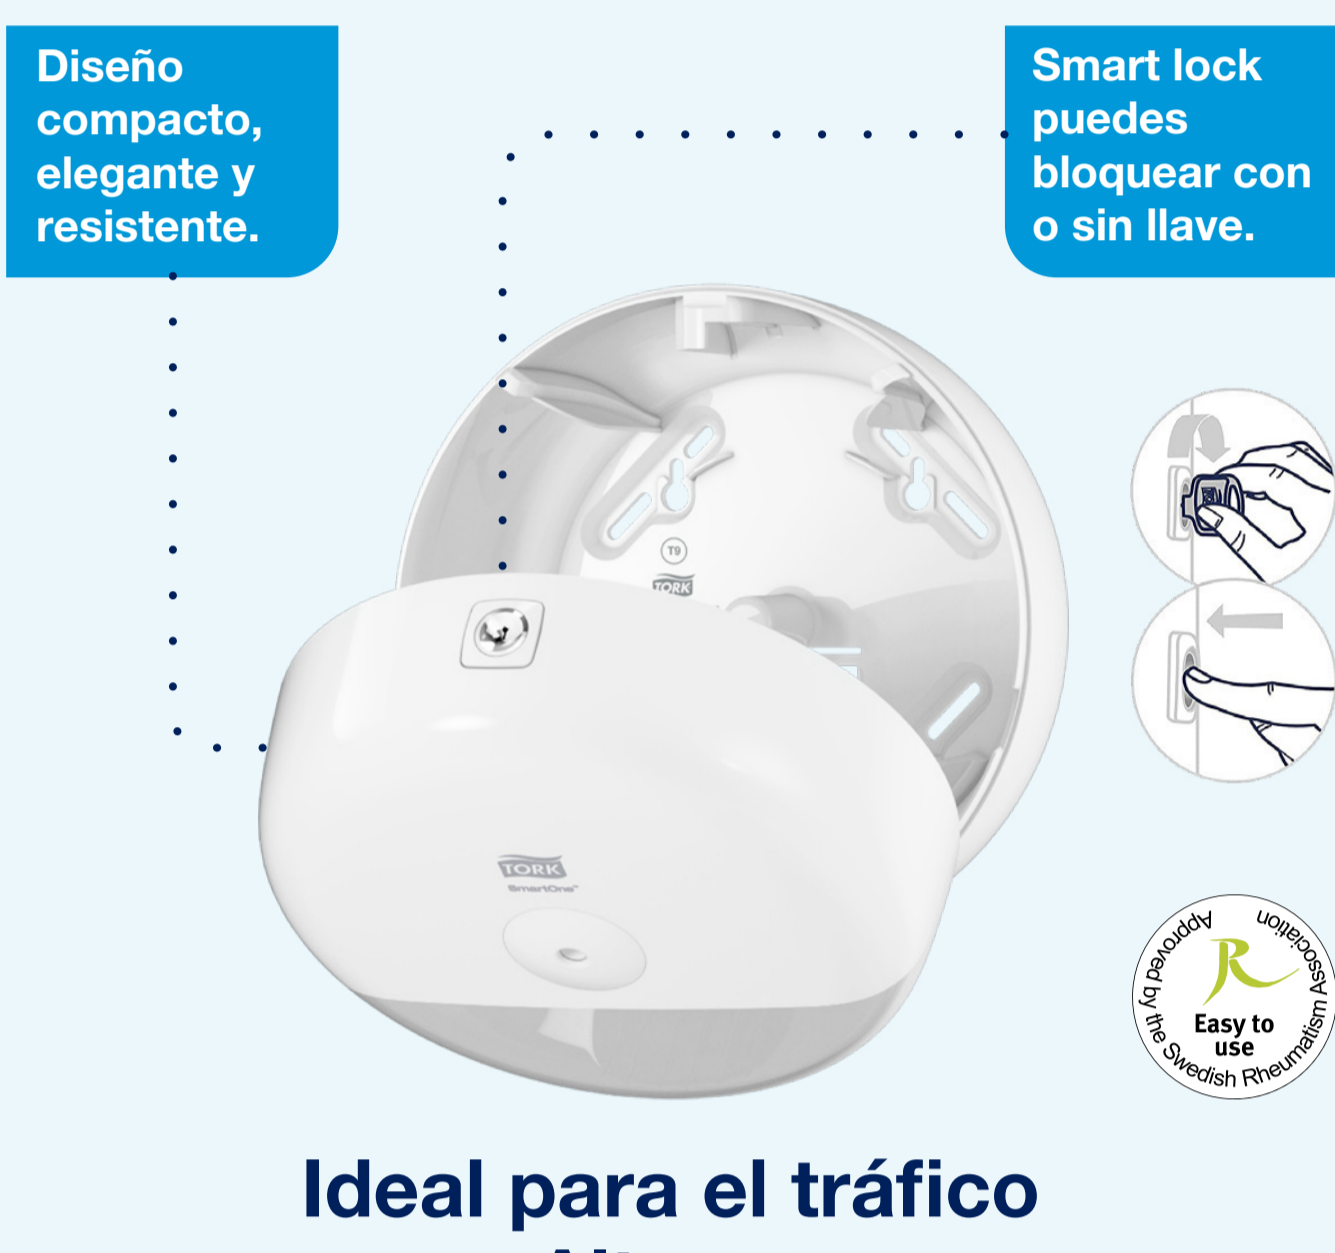 Diseño
compacto,
elegante y
resistente.
Smart lock
puedes
bloquear con
o sin llave.
T9
TORK
TORK
SmartOne™
Approved by the Swedish Rheumatism Association
Easy to
use
Ideal para el tráfico